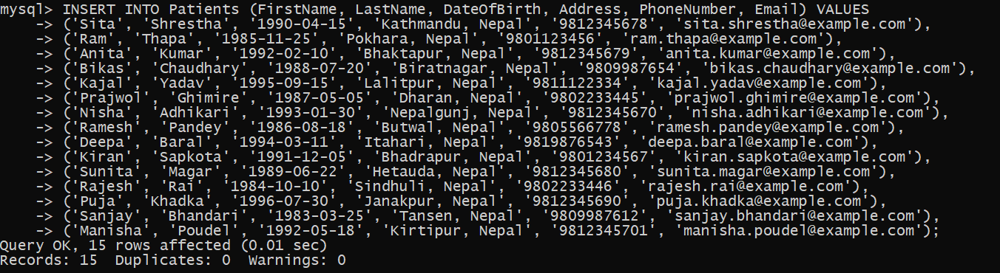 mysql> INSERT INTO Patients (FirstName, LastName, DateOfBirth, Address, PhoneNumber, Email) VALUES
    -> ('Sita', 'Shrestha', '1990-04-15', 'Kathmandu, Nepal', '9812345678', 'sita.shrestha@example.com'),
    -> ('Ram', 'Thapa', '1985-11-25', 'Pokhara, Nepal', '9801123456', 'ram.thapa@example.com'),
    -> ('Anita', 'Kumar', '1992-02-10', 'Bhaktapur, Nepal', '9812345679', 'anita.kumar@example.com'),
    -> ('Bikas', 'Chaudhary', '1988-07-20', 'Biratnagar, Nepal', '9809987654', 'bikas.chaudhary@example.com'),
    -> ('Kajal', 'Yadav', '1995-09-15', 'Lalitpur, Nepal', '9811122334', 'kajal.yadav@example.com'),
    -> ('Prajwol', 'Ghimire', '1987-05-05', 'Dharan, Nepal', '9802233445', 'prajwol.ghimire@example.com'),
    -> ('Nisha', 'Adhikari', '1993-01-30', 'Nepalgunj, Nepal', '9812345670', 'nisha.adhikari@example.com'),
    -> ('Ramesh', 'Pandey', '1986-08-18', 'Butwal, Nepal', '9805566778', 'ramesh.pandey@example.com'),
    -> ('Deepa', 'Baral', '1994-03-11', 'Itahari, Nepal', '9819876543', 'deepa.baral@example.com'),
    -> ('Kiran', 'Sapkota', '1991-12-05', 'Bhadrapur, Nepal', '9801234567', 'kiran.sapkota@example.com'),
    -> ('Sunita', 'Magar', '1989-06-22', 'Hetauda, Nepal', '9812345680', 'sunita.magar@example.com'),
    -> ('Rajesh', 'Rai', '1984-10-10', 'Sindhuli, Nepal', '9802233446', 'rajesh.rai@example.com'),
    -> ('Puja', 'Khadka', '1996-07-30', 'Janakpur, Nepal', '9812345690', 'puja.khadka@example.com'),
    -> ('Sanjay', 'Bhandari', '1983-03-25', 'Tansen, Nepal', '9809987612', 'sanjay.bhandari@example.com'),
    -> ('Manisha', 'Poudel', '1992-05-18', 'Kirtipur, Nepal', '9812345701', 'manisha.poudel@example.com');
Query OK, 15 rows affected (0.01 sec)
Records: 15  Duplicates: 0  Warnings: 0